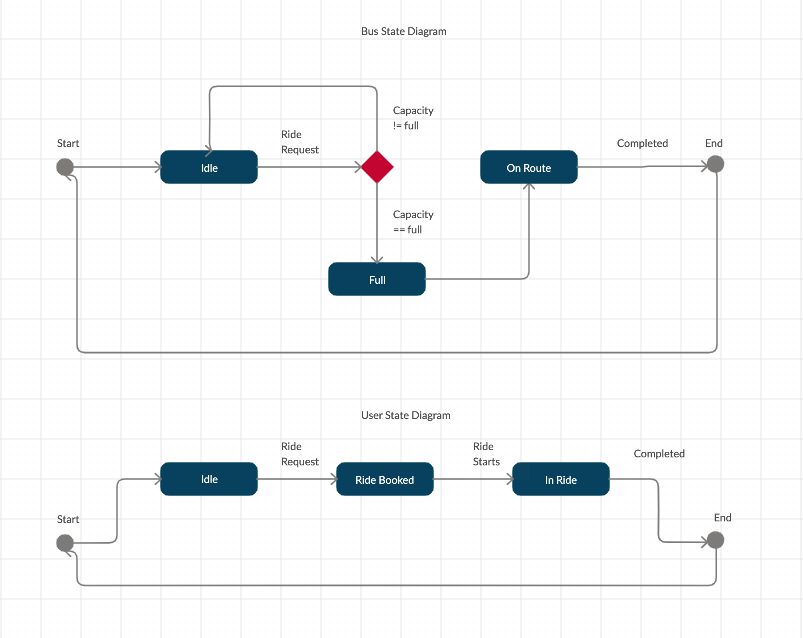 Bus State Diagram
Capacity
!= full
Start
Ride
Request
Completed
End
Idle
On Route
Capacity
== full
Full
User State Diagram
Ride
Request
Ride
Starts
Completed
Idle
Ride Booked
In Ride
Start
End